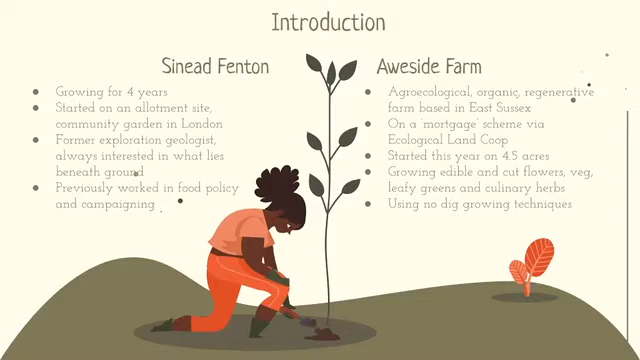 Introduction
Sinead Fenton
● Growing for 4 years
● Started on an allotment site,
community garden in London
● Former exploration geologist,
always interested in what lies
beneath ground
● Previously worked in food policy
and campaigning
Aweside Farm
● Agroecological, organic, regenerative
farm based in East Sussex
● On a 'mortgage' scheme via
Ecological Land Coop
● Started this year on 4.5 acres
● Growing edible and cut flowers, veg,
leafy greens and culinary herbs
● Using no dig growing techniques